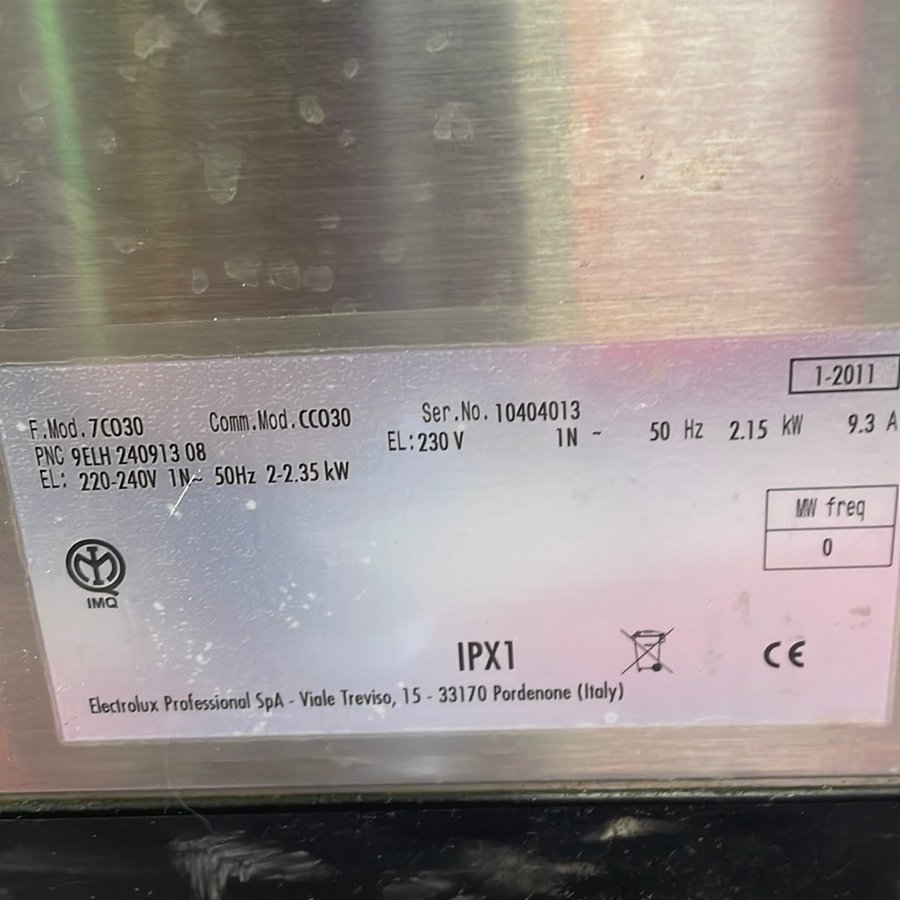 1-2011
F.Mod.7CO30 Comm.Mod.CCO30 Ser.No. 10404013
PNC 9ELH 240913 08 EL:230 V 1N ~ 50 Hz 2.15 kW 9.3 A
EL: 220-240V 1N~ 50Hz 2-2.35 kW
MW freq
0
IMQ
IPX1
CE
Electrolux Professional SpA - Viale Treviso, 15 - 33170 Pordenone (Italy)